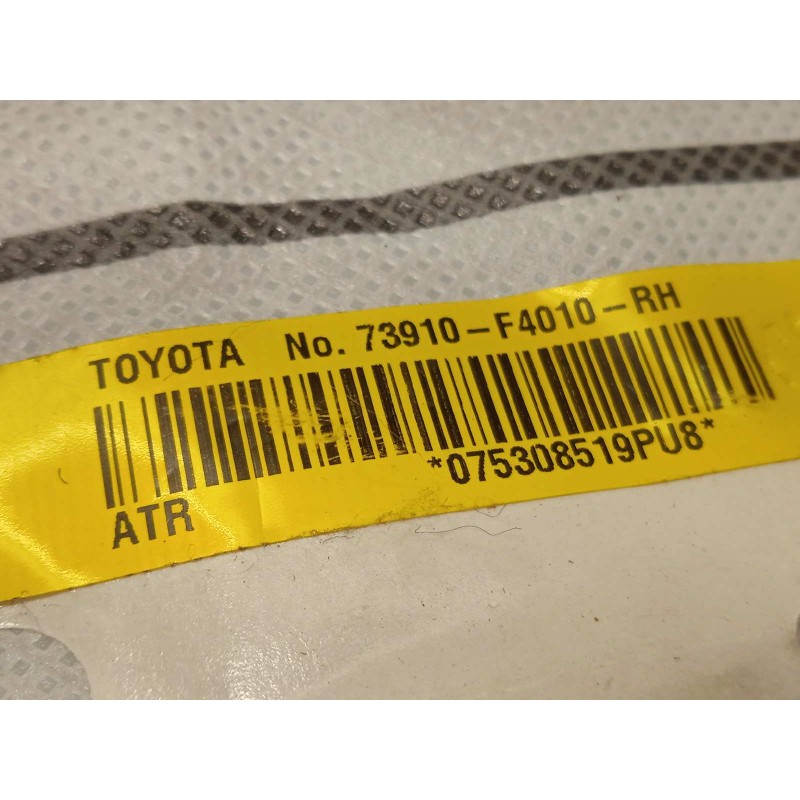 TOYOTA No. 73910-F4010-RH
*075308519PU8*
ATR